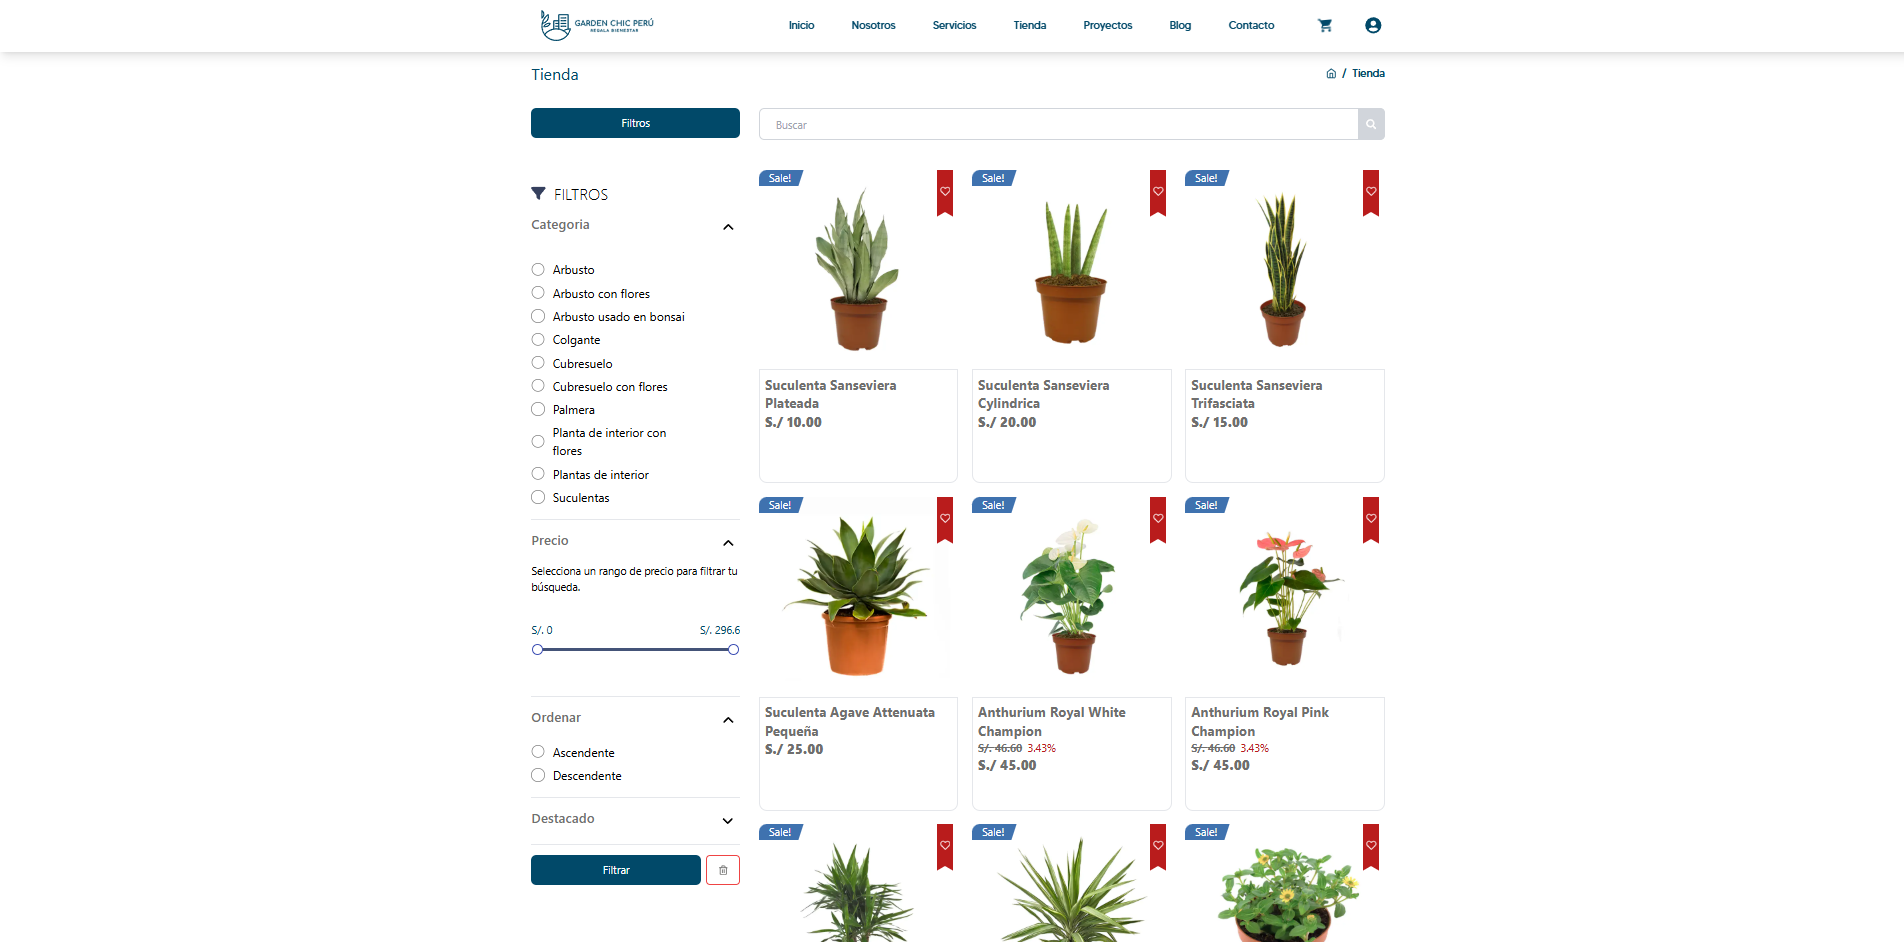 GARDEN CHIC PERÚ
REGALA BIENESTAR
Inicio
Nosotros
Servicios
Tienda
Proyectos
Blog
Contacto
Tienda
/ Tienda
Filtros
Buscar
FILTROS
Categoria
Arbusto
Arbusto con flores
Arbusto usado en bonsai
Colgante
Cubresuelo
Cubresuelo con flores
Palmera
Planta de interior con
flores
Plantas de interior
Suculentas
Precio
Selecciona un rango de precio para filtrar tu
búsqueda.
S/. 0
S/. 296.6
Ordenar
Ascendente
Descendente
Destacado
Filtrar
Sale!
Suculenta Sanseviera
Plateada
S./ 10.00
Sale!
Suculenta Sanseviera
Cylindrica
S./ 20.00
Sale!
Suculenta Sanseviera
Trifasciata
S./ 15.00
Sale!
Suculenta Agave Attenuata
Pequeña
S./ 25.00
Sale!
Anthurium Royal White
Champion
S/. 46.60 3.43%
S./ 45.00
Sale!
Anthurium Royal Pink
Champion
S/. 46.60 3.43%
S./ 45.00
Sale!
Sale!
Sale!